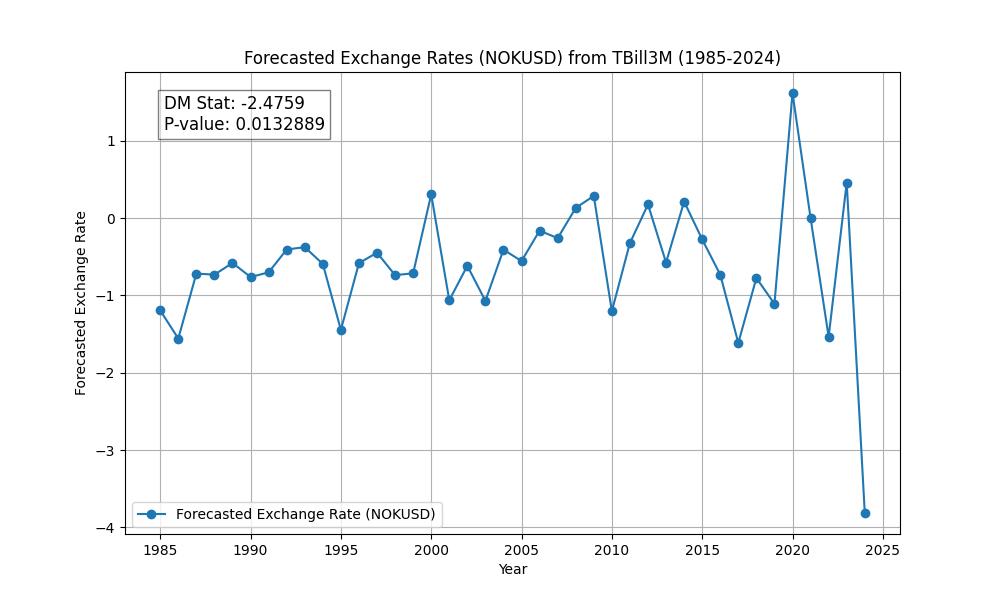 Forecasted Exchange Rates (NOKUSD) from TBill3M (1985-2024)
DM Stat: -2.4759
P-value: 0.0132889
Forecasted Exchange Rate
1
0
−1
−2
−3
−4
Forecasted Exchange Rate (NOKUSD)
1985 1990 1995 2000 2005 2010 2015 2020 2025
Year